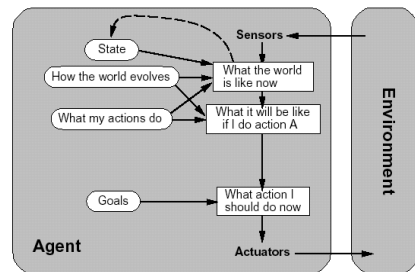 Sensors
State
How the world evolves
What the world
is like now
What my actions do
What it will be like
if I do action A
Goals
What action I
should do now
Agent
Actuators
Environment